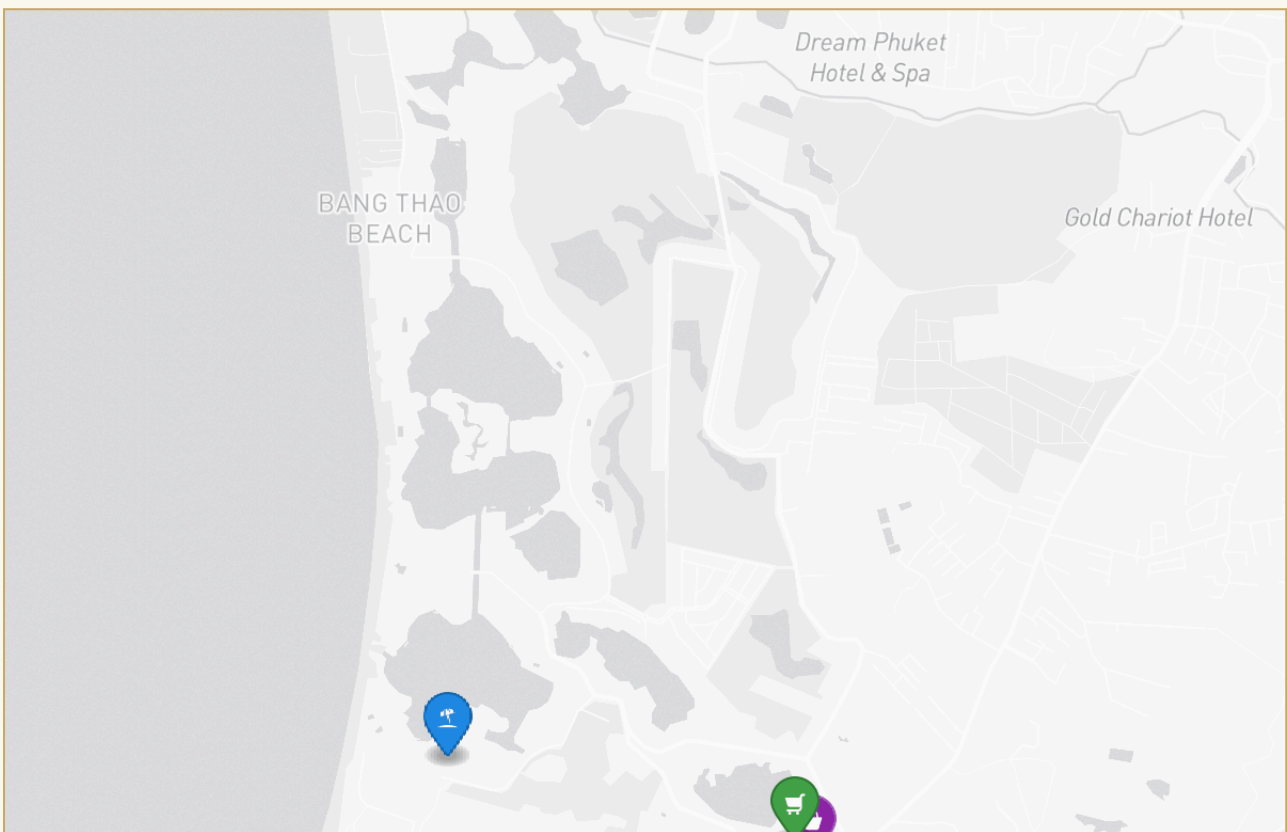 Dream Phuket
Hotel & Spa
BANG THAO
BEACH
Gold Chariot Hotel